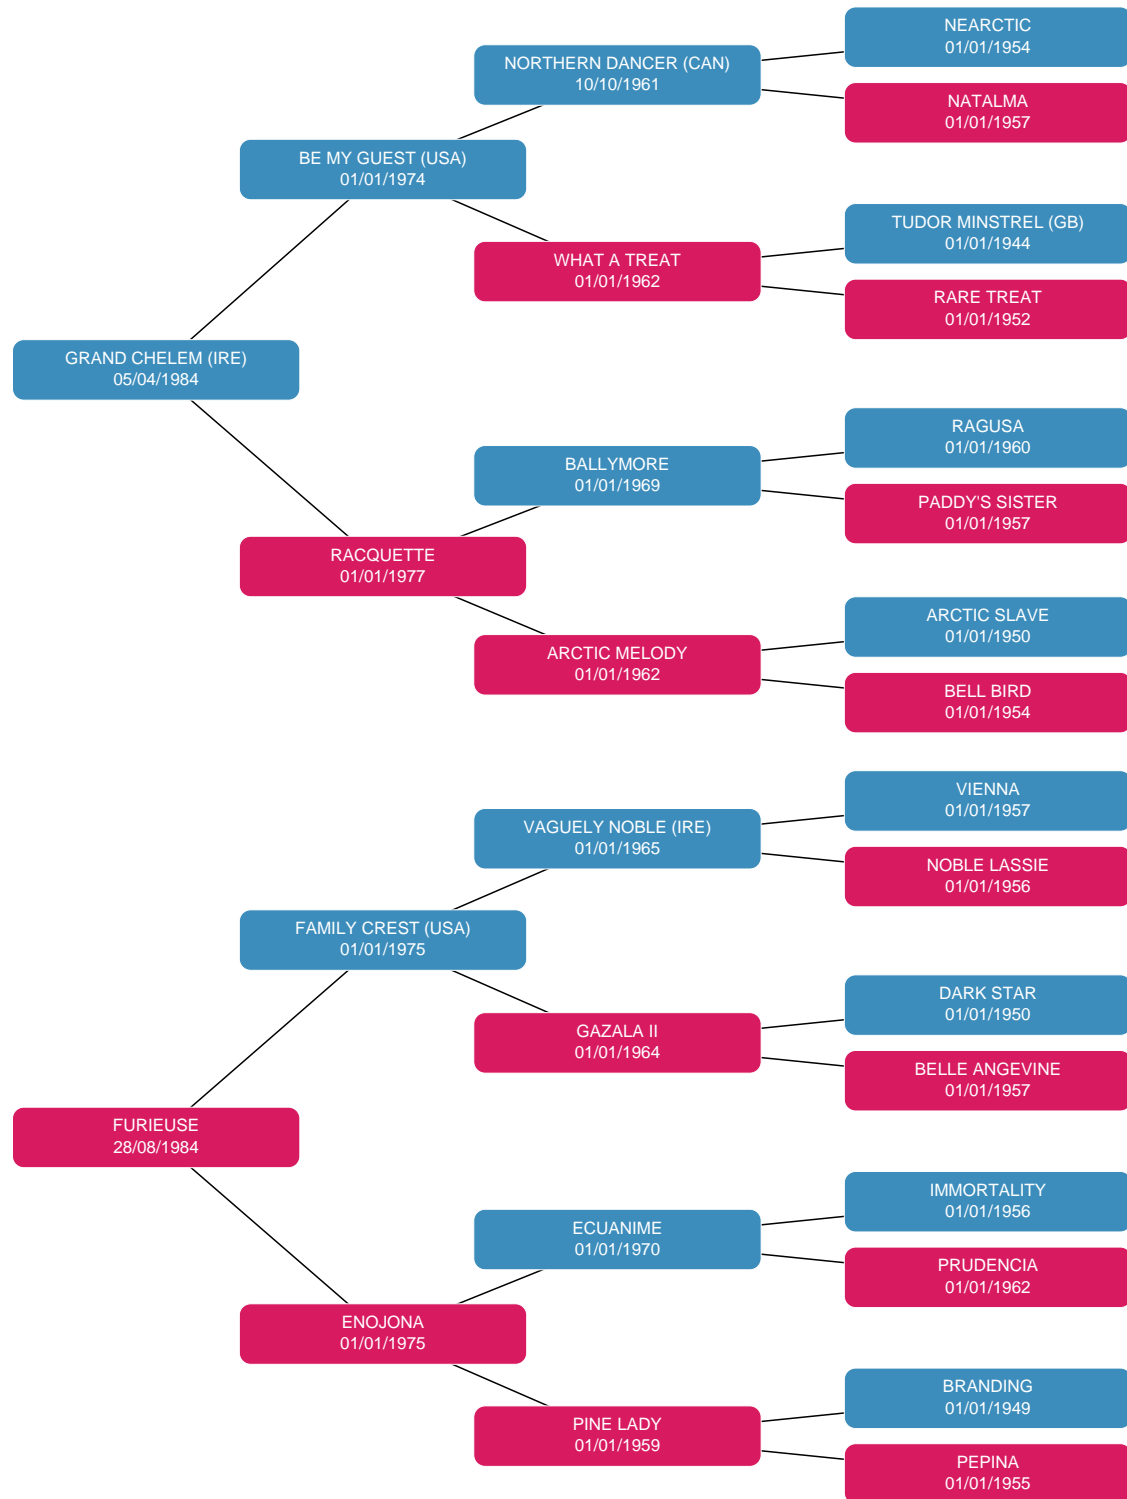 NEARCTIC
01/01/1954
NORTHERN DANCER (CAN)
10/10/1961
NATALMA
01/01/1957
BE MY GUEST (USA)
01/01/1974
TUDOR MINSTREL (GB)
01/01/1944
WHAT A TREAT
01/01/1962
RARE TREAT
01/01/1952
GRAND CHELEM (IRE)
05/04/1984
RAGUSA
01/01/1960
BALLYMORE
01/01/1969
PADDY'S SISTER
01/01/1957
RACQUETTE
01/01/1977
ARCTIC SLAVE
01/01/1950
ARCTIC MELODY
01/01/1962
BELL BIRD
01/01/1954
VIENNA
01/01/1957
VAGUELY NOBLE (IRE)
01/01/1965
NOBLE LASSIE
01/01/1956
FAMILY CREST (USA)
01/01/1975
DARK STAR
01/01/1950
GAZALA II
01/01/1964
BELLE ANGEVINE
01/01/1957
FURIEUSE
28/08/1984
IMMORTALITY
01/01/1956
ECUANIME
01/01/1970
PRUDENCIA
01/01/1962
ENOJONA
01/01/1975
BRANDING
01/01/1949
PINE LADY
01/01/1959
PEPINA
01/01/1955